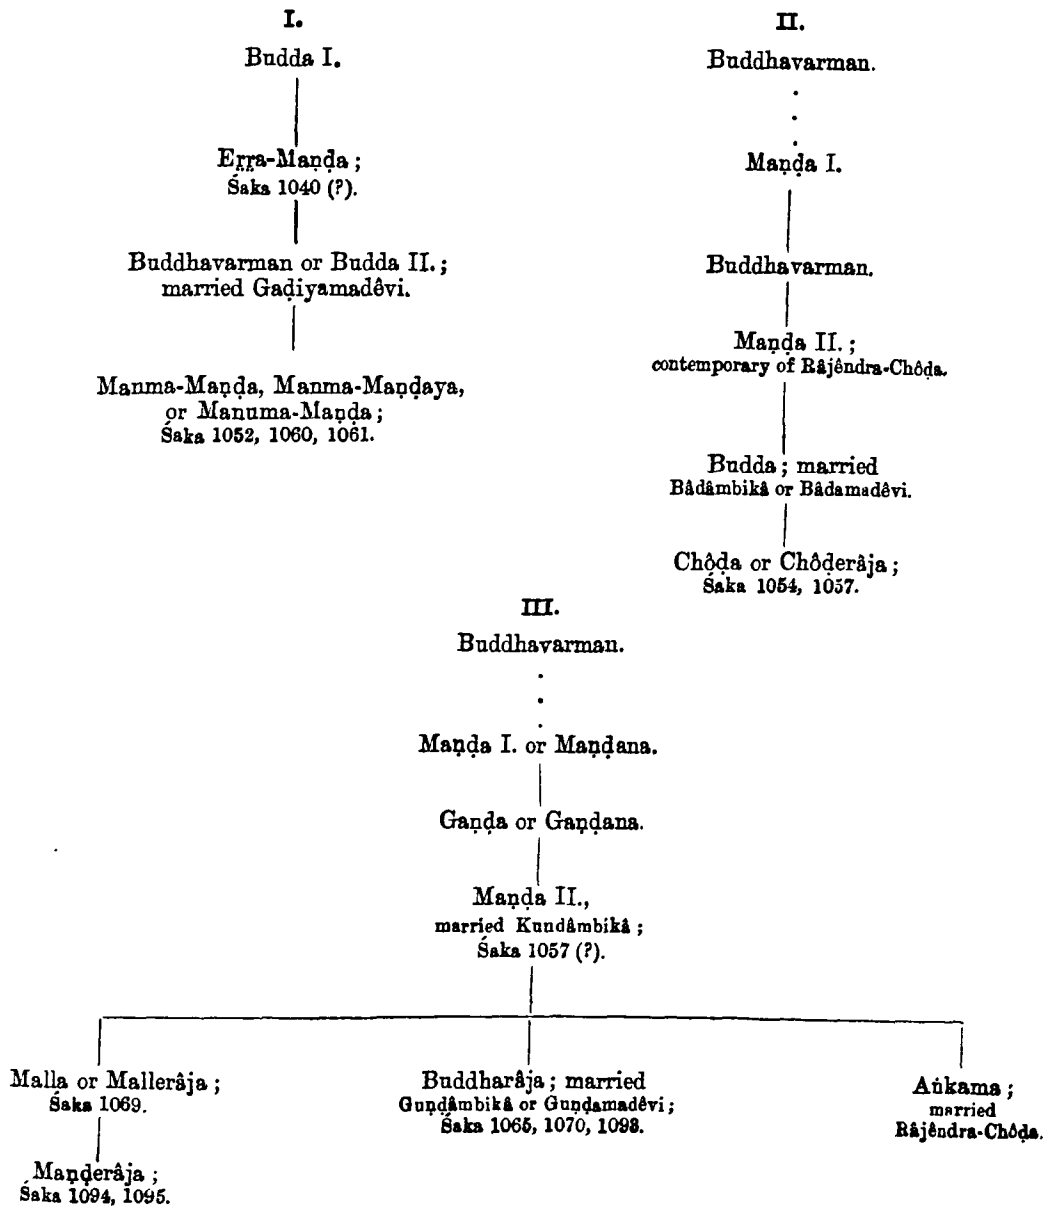 I.
Budda I.
Eṟṟa-Maṇḍa ;
Śaka 1040 (?).
Buddhavarman or Budda II. ;
married Gaḍiyamadêvi.
Manma-Maṇḍa, Manma-Maṇḍaya,
or Manuma-Maṇḍa ;
Śaka 1052, 1060, 1061.
II.
Buddhavarman.
Maṇḍa I.
Buddhavarman.
Maṇḍa II. ;
contemporary of Râjêndra-Chôḍa.
Budda ; married
Bâdâmbikâ or Bâdamadêvi.
Chôḍa or Chôḍerâja ;
Śaka 1054, 1057.
III.
Buddhavarman.
Maṇḍa I. or Maṇḍana.
Gaṇḍa or Gaṇḍana.
Maṇḍa II.,
married Kundâmbikâ ;
Śaka 1057 (?).
Malla or Mallerâja ;
Śaka 1069.
Maṇḍerâja ;
Śaka 1094, 1095.
Buddharâja ; married
Guṇḍâmbikâ or Guṇḍamadêvi ;
Śaka 1065, 1070, 1093.
Aṅkama ;
married
Râjêndra-Chôḍa.